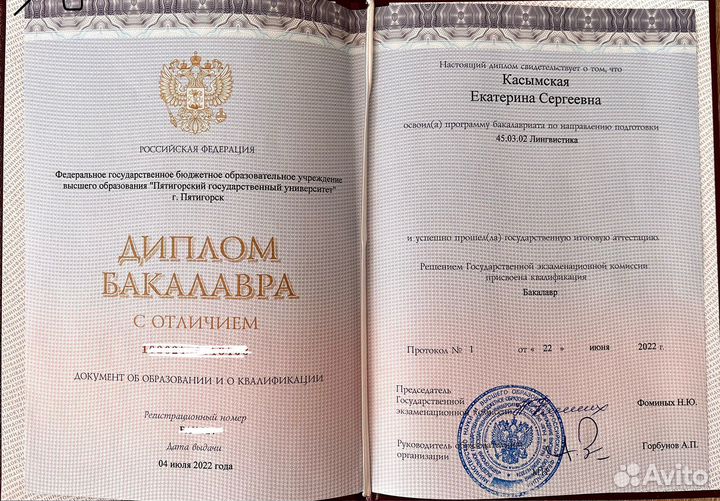 РОССИЙСКАЯ ФЕДЕРАЦИЯ
Федеральное государственное бюджетное образовательное учреждение
высшего образования "Пятигорский государственный университет"
г. Пятигорск
ДИПЛОМ
БАКАЛАВРА
С ОТЛИЧИЕМ
ДОКУМЕНТ ОБ ОБРАЗОВАНИИ И О КВАЛИФИКАЦИИ
Регистрационный номер
Дата выдачи
04 июля 2022 года
Настоящий диплом свидетельствует о том, что
Касымская
Екатерина Сергеевна
освоил(а) программу бакалавриата по направлению подготовки
45.03.02 Лингвистика
и успешно прошел(ла) государственную итоговую аттестацию
Решением Государственной экзаменационной комиссии
присвоена квалификация
Бакалавр
Протокол № 1 от « 22 » июня 2022 г.
Председатель
Государственной
экзаменационной Фоминых Н.Ю.
Руководитель
организации Горбунов А.П.
Avito